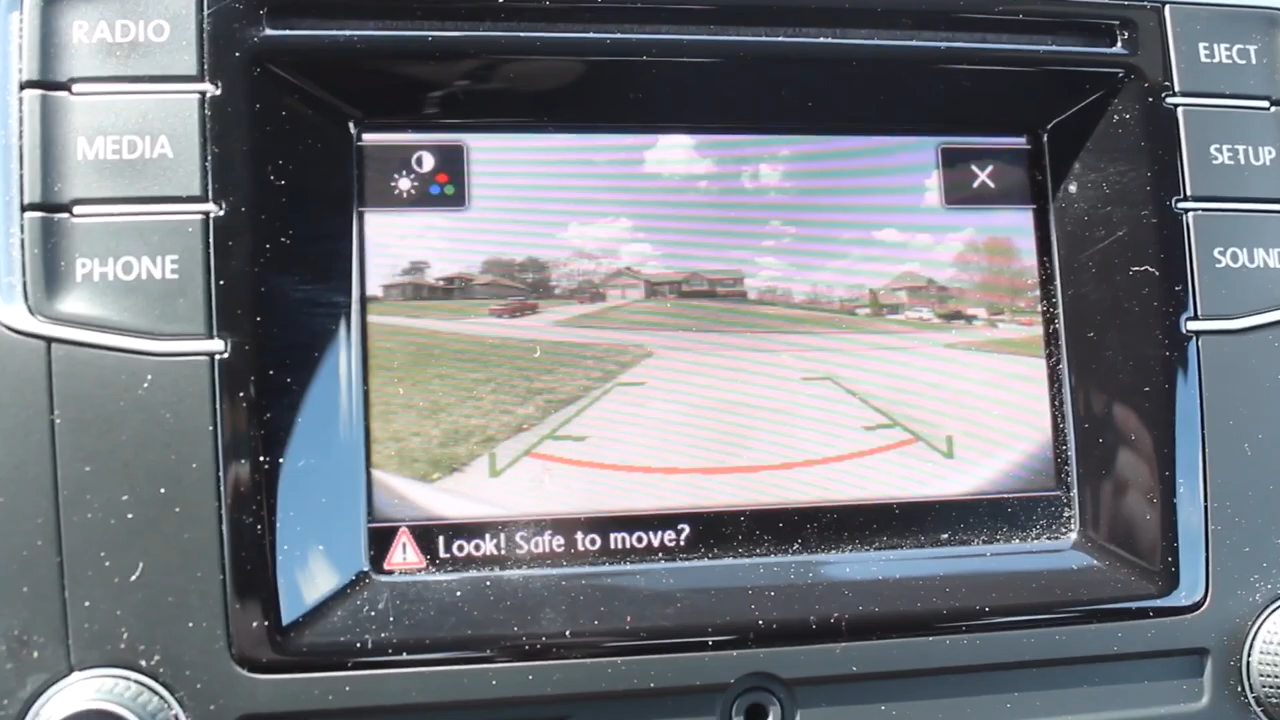 RADIO
MEDIA
PHONE
EJECT
SETUP
SOUND
Look! Safe to move?